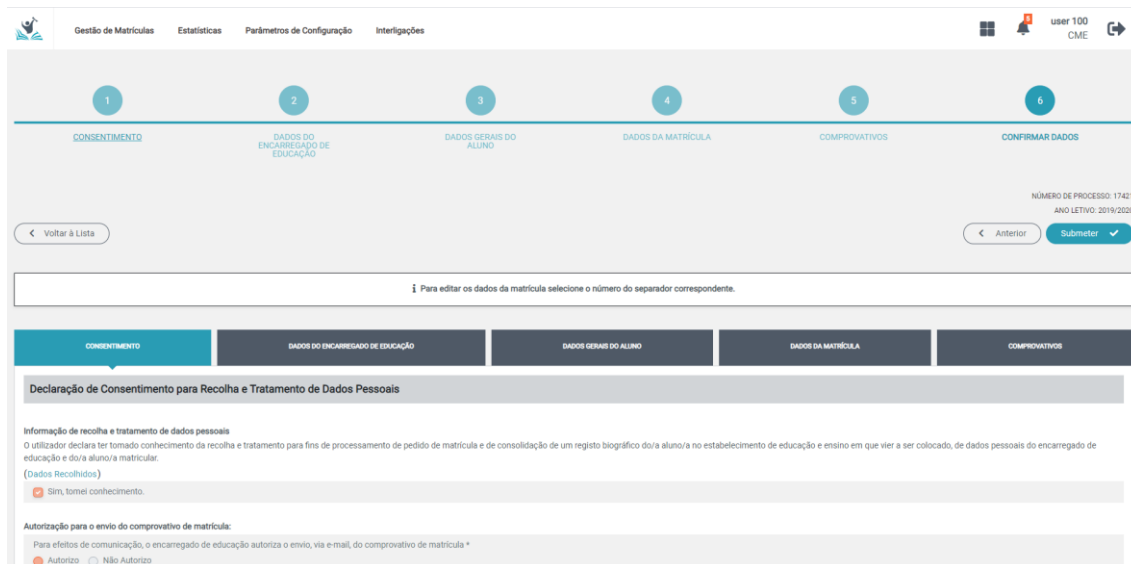 Gestão de Matrículas Estatísticas Parâmetros de Configuração Interligações
8
user 100
CME
1 2 3 4 5 6
CONSENTIMENTO
DADOS DO
ENCARREGADO DE
EDUCAÇÃO
DADOS GERAIS DO
ALUNO
DADOS DA MATRÍCULA
COMPROVATIVOS
CONFIRMAR DADOS
NÚMERO DE PROCESSO: 1742
ANO LETIVO: 2019/202
Voltar à Lista
Anterior Submeter
Para editar os dados da matrícula selecione o número do separador correspondente.
CONSENTIMENTO DADOS DO ENCARREGADO DE EDUCAÇÃO DADOS GERAIS DO ALUNO DADOS DA MATRÍCULA COMPROVATIVOS
Declaração de Consentimento para Recolha e Tratamento de Dados Pessoais
Informação de recolha e tratamento de dados pessoais
O utilizador declara ter tomado conhecimento da recolha e tratamento para fins de processamento de pedido de matrícula e de consolidação de um registo biográfico do/a aluno/a no estabelecimento de educação e ensino em que vier a ser colocado, de dados pessoais do encarregado de
educação e do/a aluno/a matricular.
(Dados Recolhidos)
Sim, tomei conhecimento.
Autorização para o envio do comprovativo de matrícula:
Para efeitos de comunicação, o encarregado de educação autoriza o envio, via e-mail, do comprovativo de matrícula *
Autorizo Não Autorizo